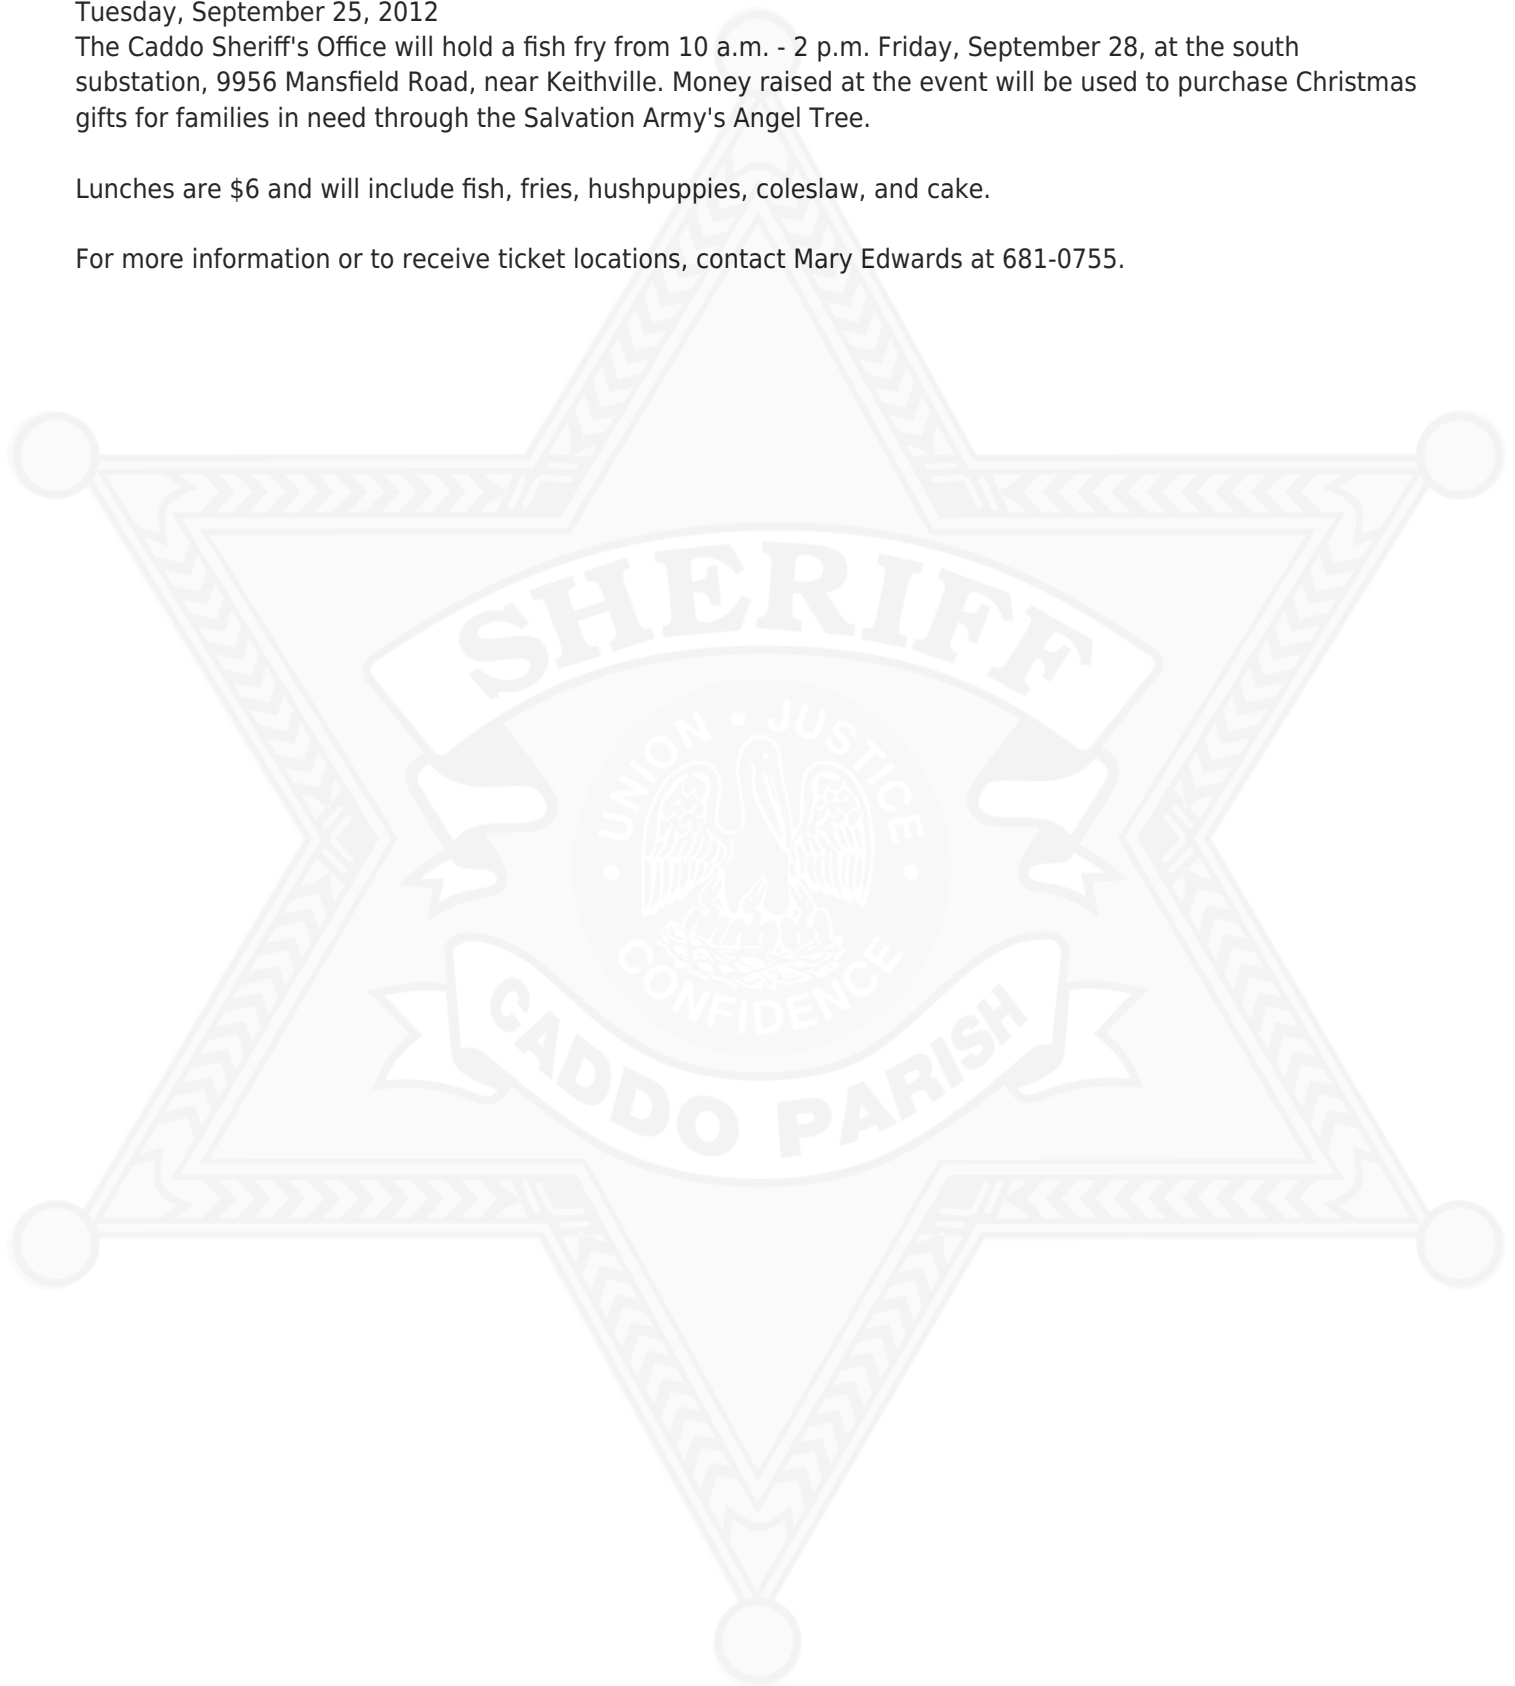 Tuesday, September 25, 2012
The Caddo Sheriff's Office will hold a fish fry from 10 a.m. - 2 p.m. Friday, September 28, at the south
substation, 9956 Mansfield Road, near Keithville. Money raised at the event will be used to purchase Christmas
gifts for families in need through the Salvation Army's Angel Tree.
Lunches are $6 and will include fish, fries, hushpuppies, coleslaw, and cake.
For more information or to receive ticket locations, contact Mary Edwards at 681-0755.
SHERIFF
UNION • JUSTICE
• CONFIDENCE •
CADDO PARISH